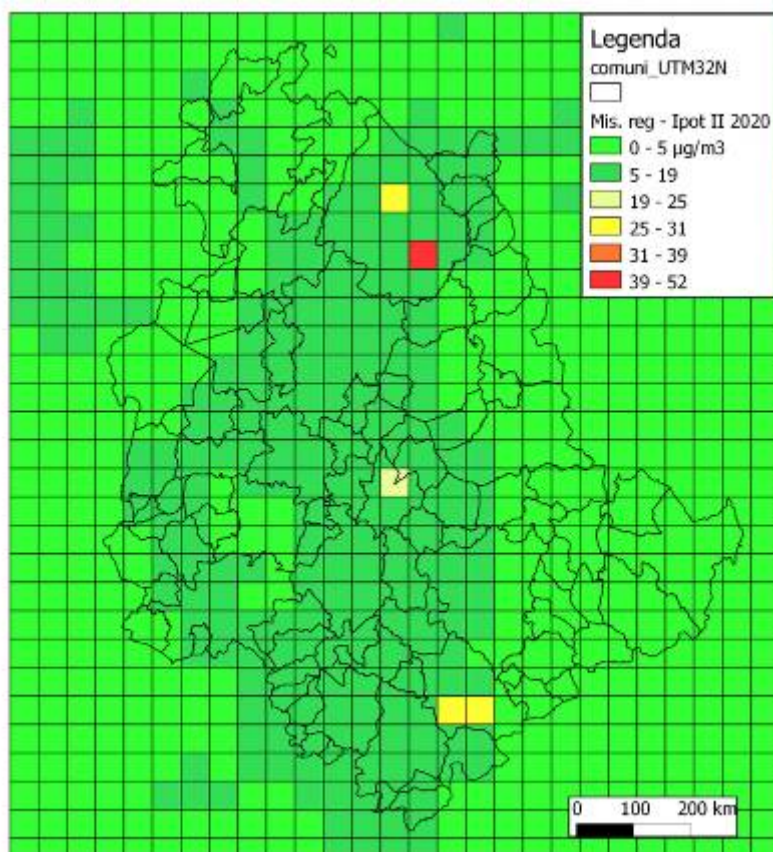 Legenda
comuni_UTM32N
Mis. reg - Ipot II 2020
0 - 5 µg/m3
5 - 19
19 - 25
25 - 31
31 - 39
39 - 52
0 100 200 km